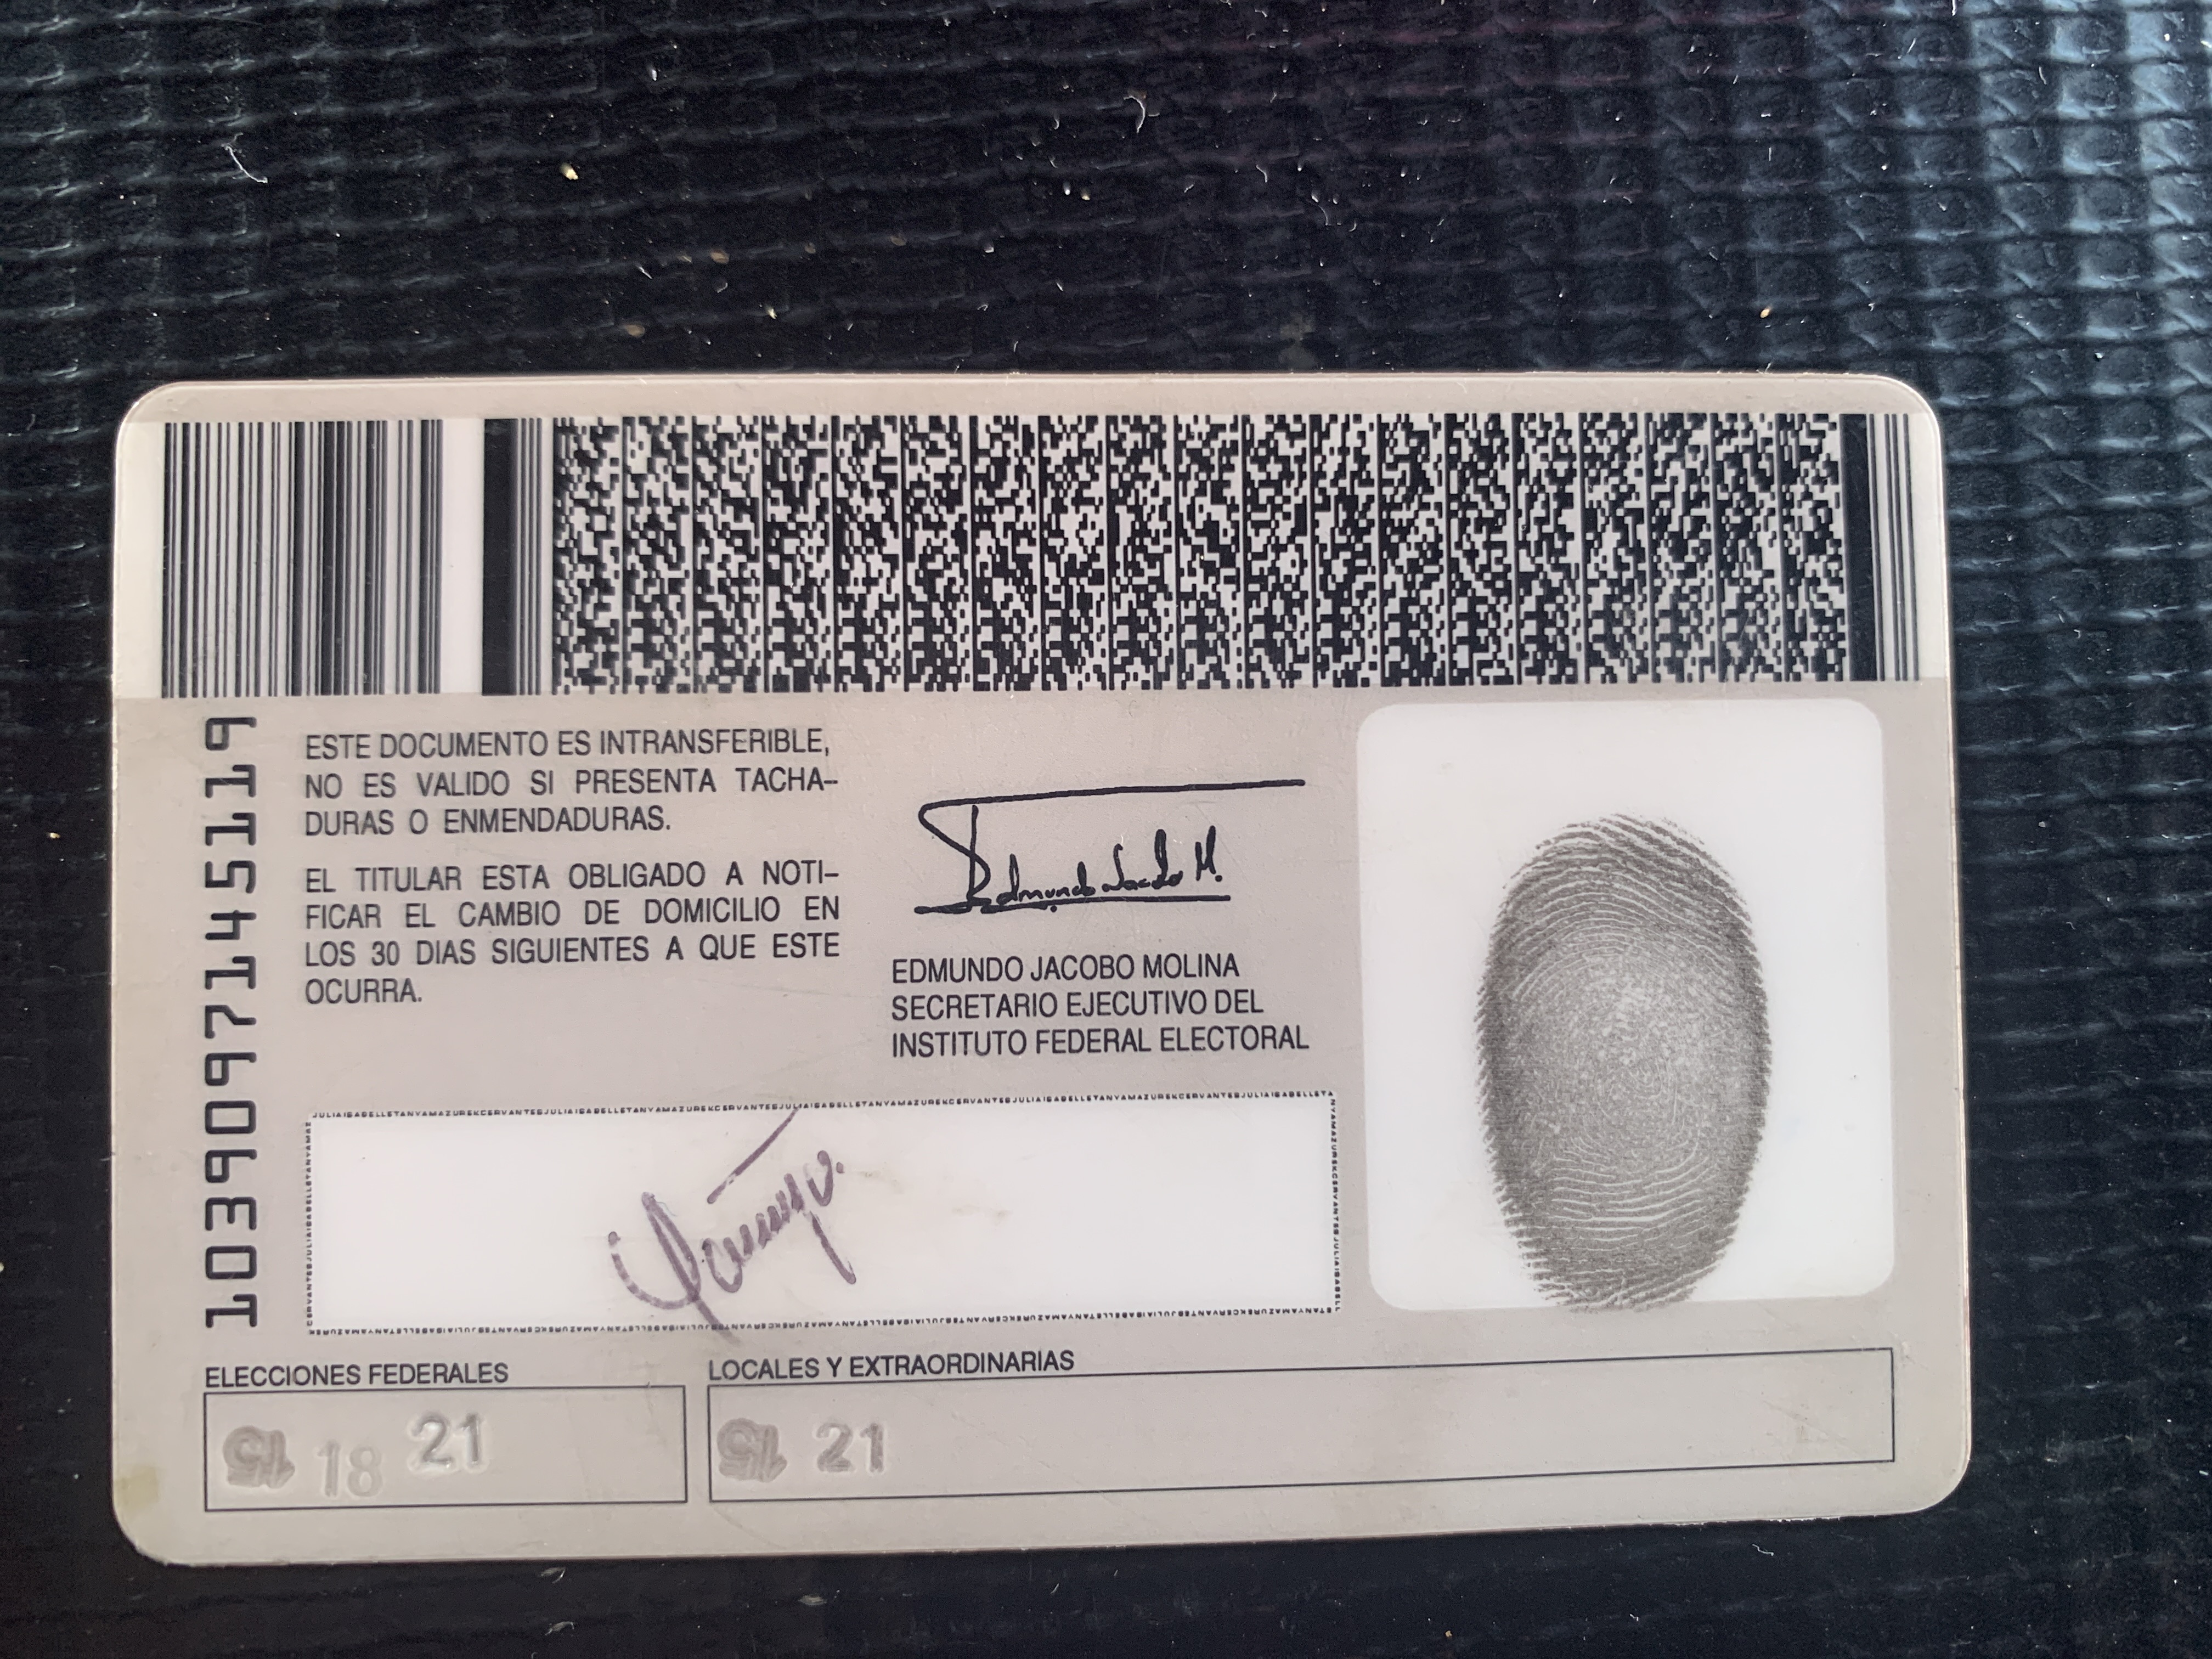 1039097145119
ESTE DOCUMENTO ES INTRANSFERIBLE,
NO ES VALIDO SI PRESENTA TACHA-
DURAS O ENMENDADURAS.
EL TITULAR ESTA OBLIGADO A NOTI-
FICAR EL CAMBIO DE DOMICILIO EN
LOS 30 DIAS SIGUIENTES A QUE ESTE
OCURRA.
Edmundo Jacobo M.
EDMUNDO JACOBO MOLINA
SECRETARIO EJECUTIVO DEL
INSTITUTO FEDERAL ELECTORAL
ELECCIONES FEDERALES
15 18 21
LOCALES Y EXTRAORDINARIAS
15 21